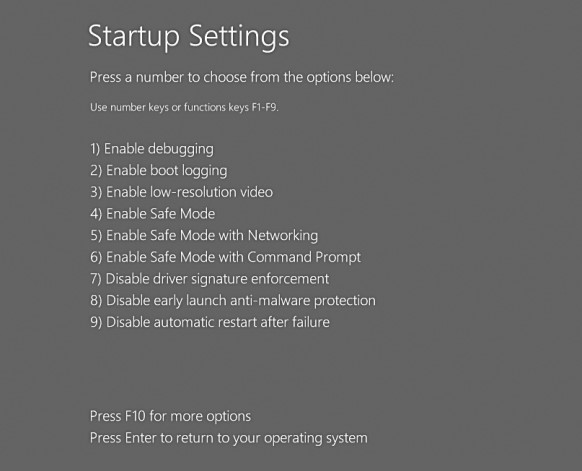 Startup Settings
Press a number to choose from the options below:
Use number keys or functions keys F1-F9.
1) Enable debugging
2) Enable boot logging
3) Enable low-resolution video
4) Enable Safe Mode
5) Enable Safe Mode with Networking
6) Enable Safe Mode with Command Prompt
7) Disable driver signature enforcement
8) Disable early launch anti-malware protection
9) Disable automatic restart after failure
Press F10 for more options
Press Enter to return to your operating system